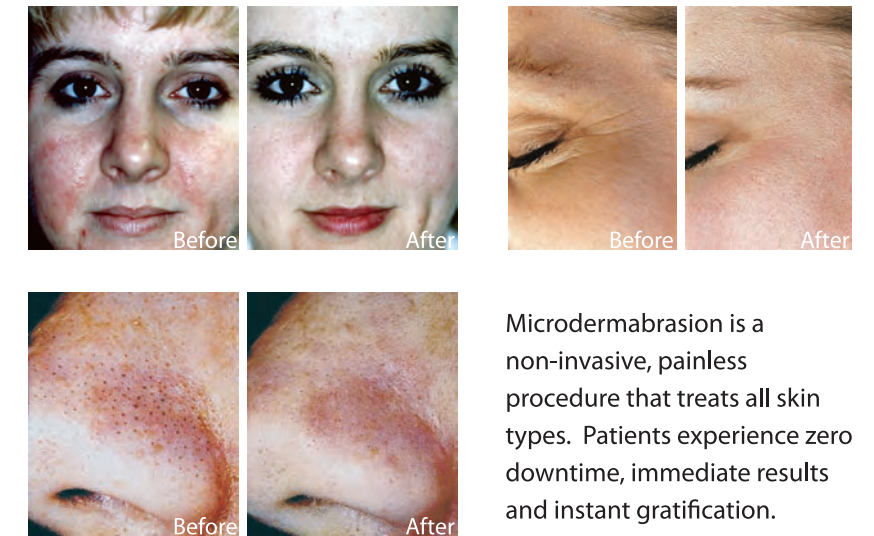 Before
After
Before
After
Before
After
Microdermabrasion is a
non-invasive, painless
procedure that treats all skin
types.  Patients experience zero
downtime, immediate results
and instant gratification.